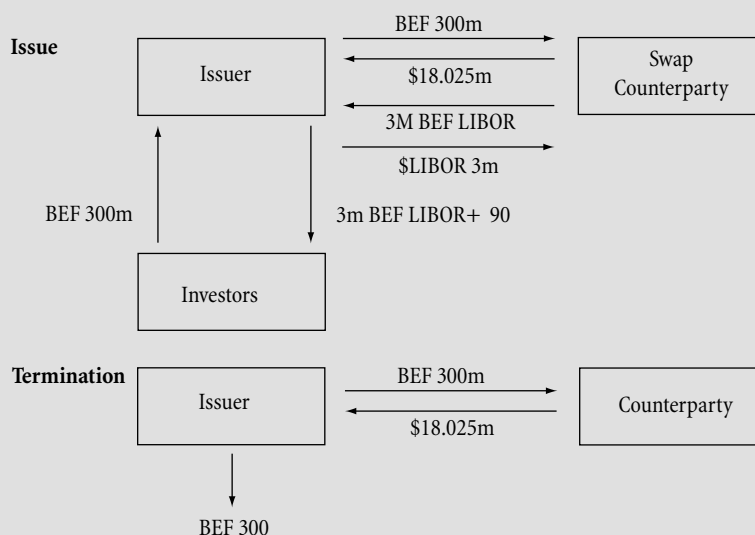 BEF 300m
Issue
Issuer
$18.025m
Swap
Counterparty
3M BEF LIBOR
$LIBOR 3m
BEF 300m
3m BEF LIBOR+ 90
Investors
Termination
Issuer
BEF 300m
Counterparty
$18.025m
BEF 300